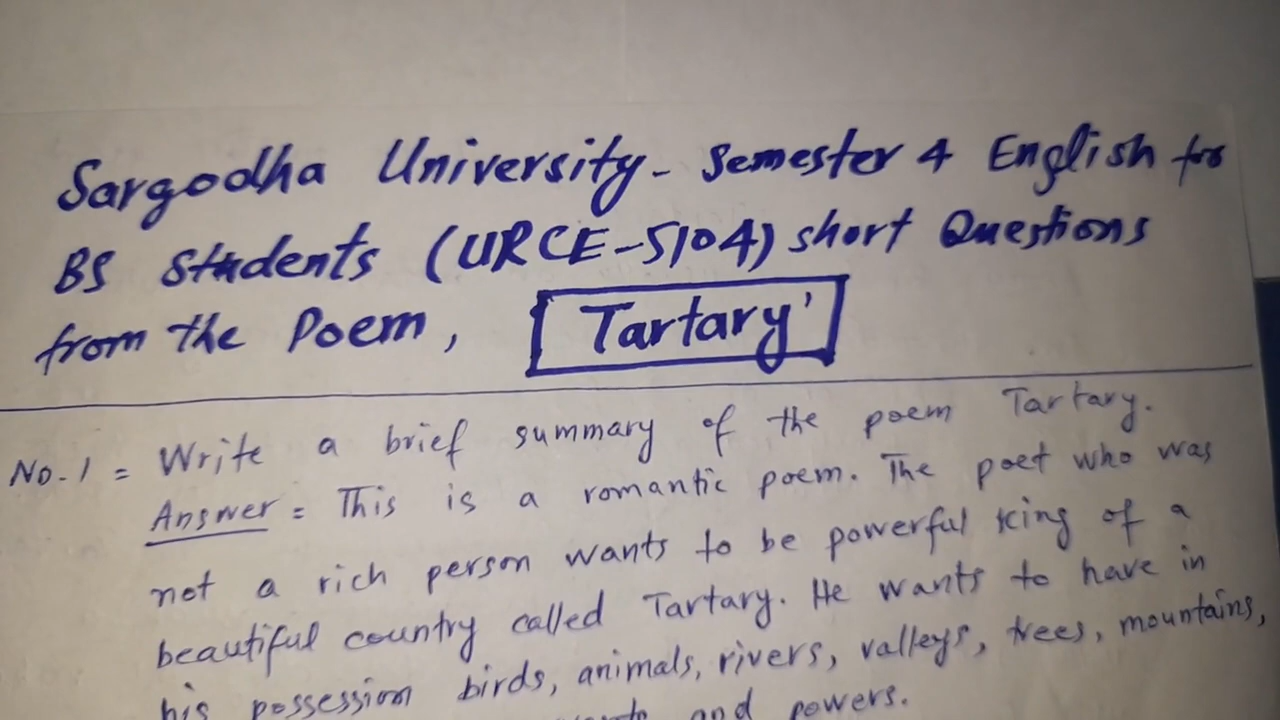 Sargodha University - Semester 4 English for
BS Students (URCE-5104) short Questions
from the Poem, [Tartary']
No. 1 = Write a brief summary of the poem Tartary.
Answer = This is a romantic poem. The poet who was
not a rich person wants to be powerful king of a
beautiful country called Tartary. He wants to have in
his possession birds, animals, rivers, valleys, trees, mountains,
and powers.